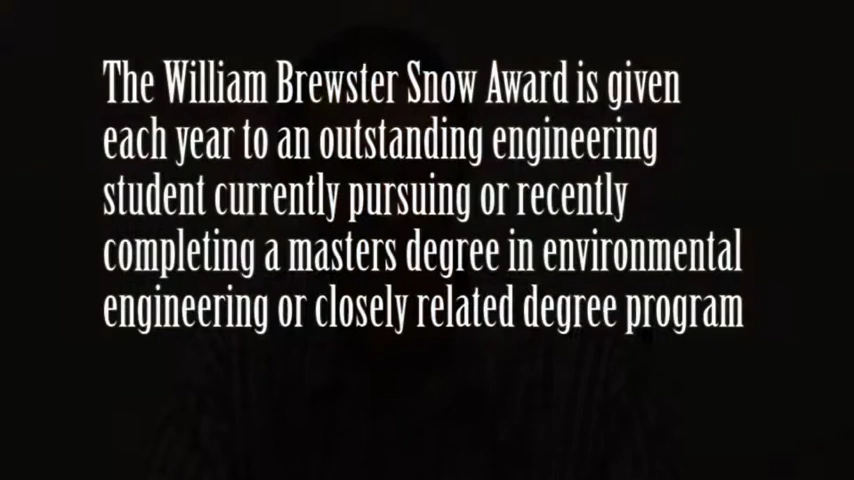 The William Brewster Snow Award is given
each year to an outstanding engineering
student currently pursuing or recently
completing a masters degree in environmental
engineering or closely related degree program